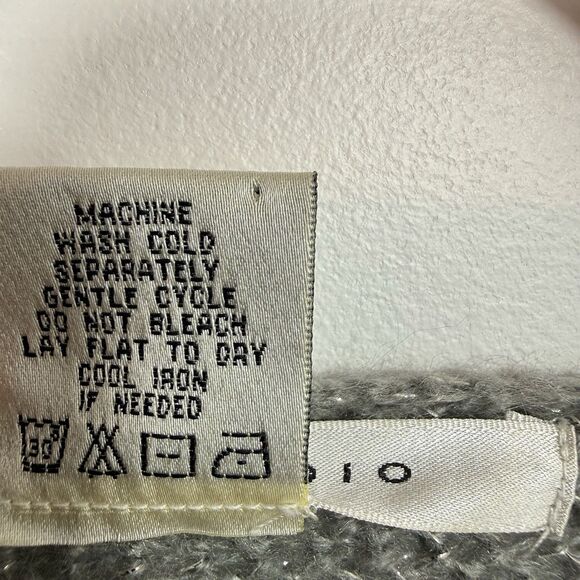 MACHINE
WASH COLD
SEPARATELY
GENTLE CYCLE
DO NOT BLEACH
LAY FLAT TO DRY
COOL IRON
IF NEEDED
30°